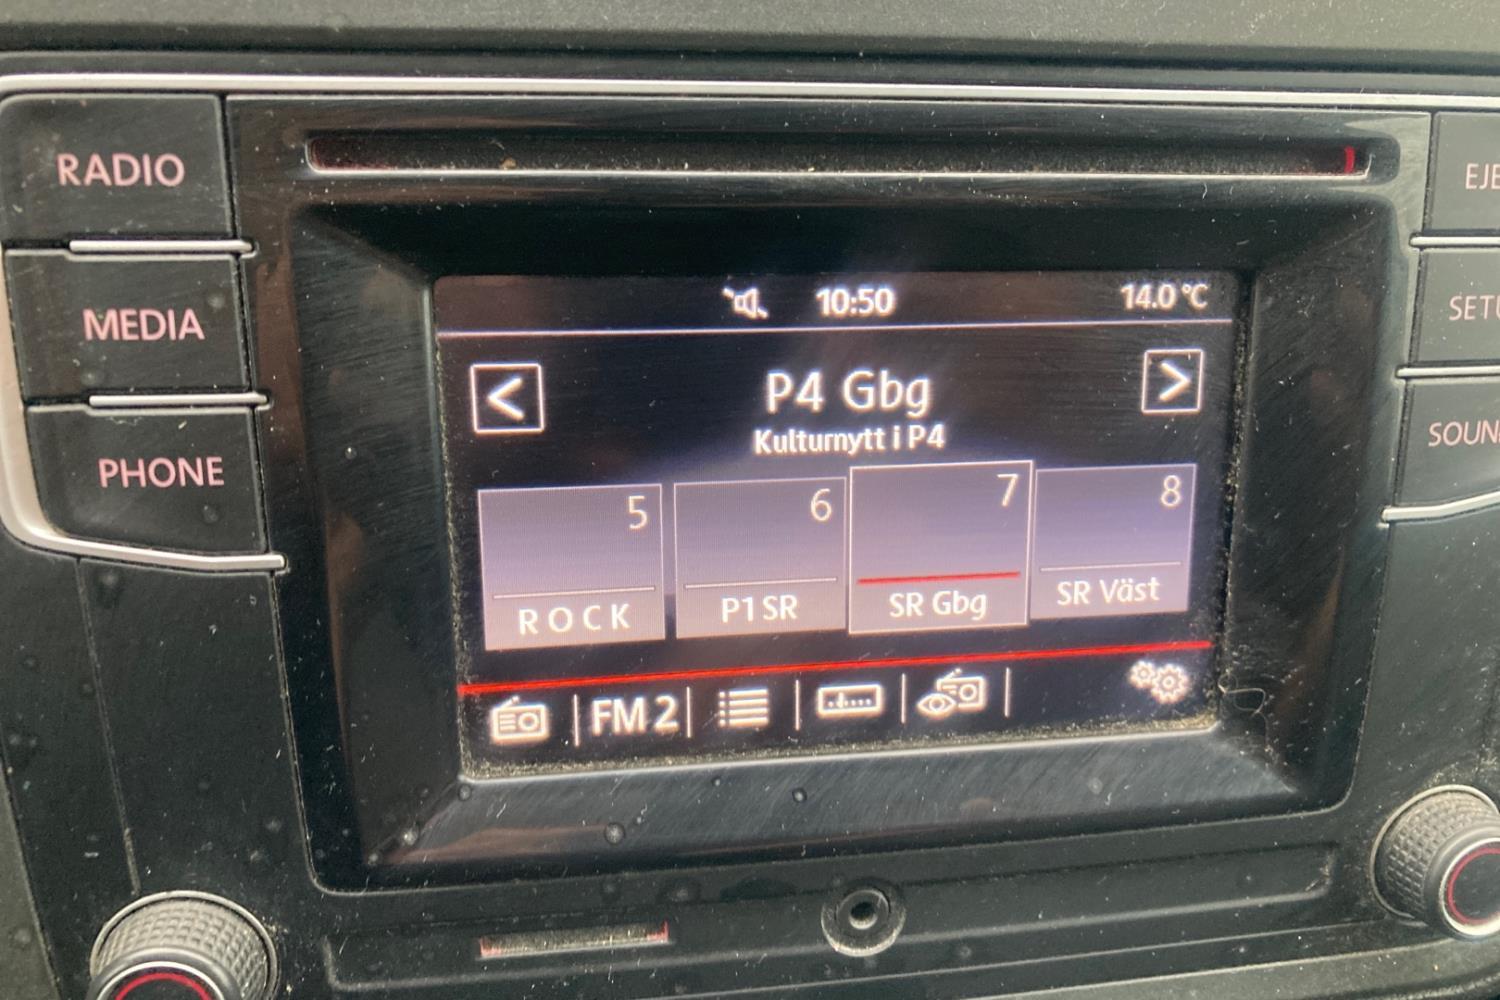 RADIO
MEDIA
PHONE
10:50
14.0 °C
<
P4 Gbg
>
Kulturnytt i P4
5
6
7
8
ROCK
P1 SR
SR Gbg
SR Väst
FM 2